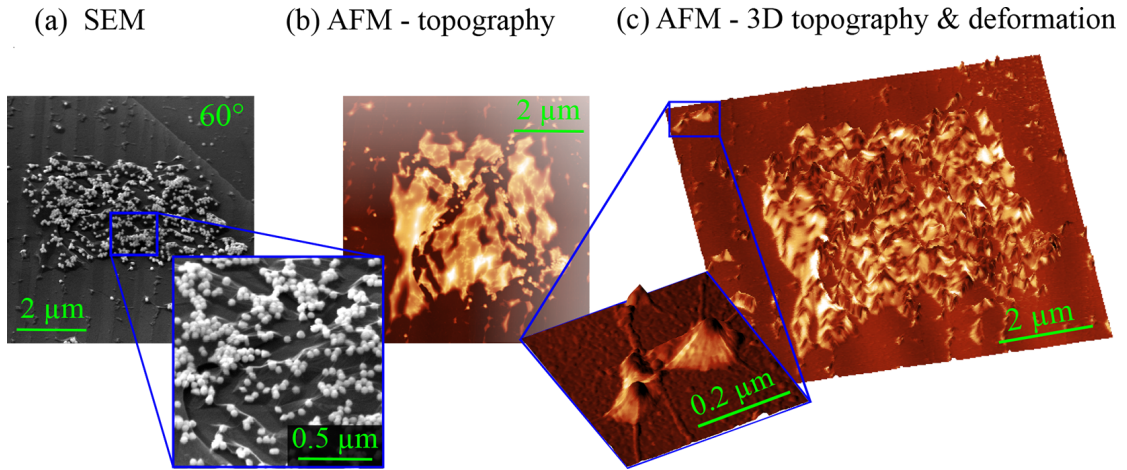 (a) SEM
(b) AFM - topography
(c) AFM - 3D topography & deformation
60°
2 µm
2 µm
2 µm
0.5 µm
0.2 µm